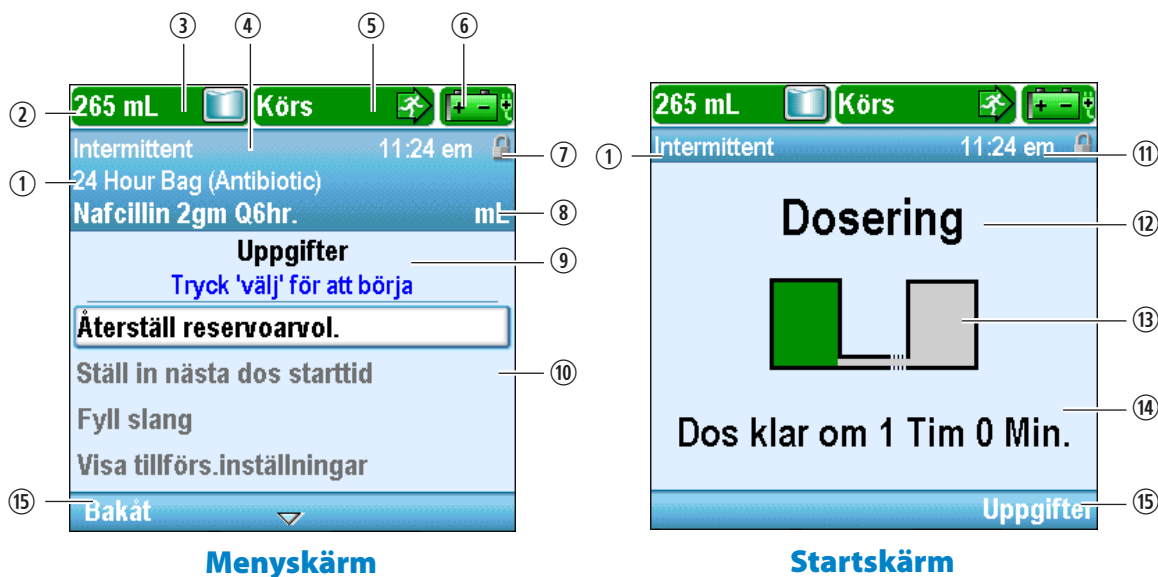 ③ ④ ⑤ ⑥
② 265 mL Körs
Intermittent 11:24 em ⑦
① 24 Hour Bag (Antibiotic)
Nafcillin 2gm Q6hr. mL ⑧
Uppgifter ⑨
Tryck 'välj' för att börja
Återställ reservoarvol.
Ställ in nästa dos starttid ⑩
Fyll slang
Visa tillförs.inställningar
⑮ Bakåt
Menyskärm
265 mL Körs
① Intermittent 11:24 em ⑪
Dosering ⑫
⑬
Dos klar om 1 Tim 0 Min. ⑭
Uppgifter ⑮
Startskärm